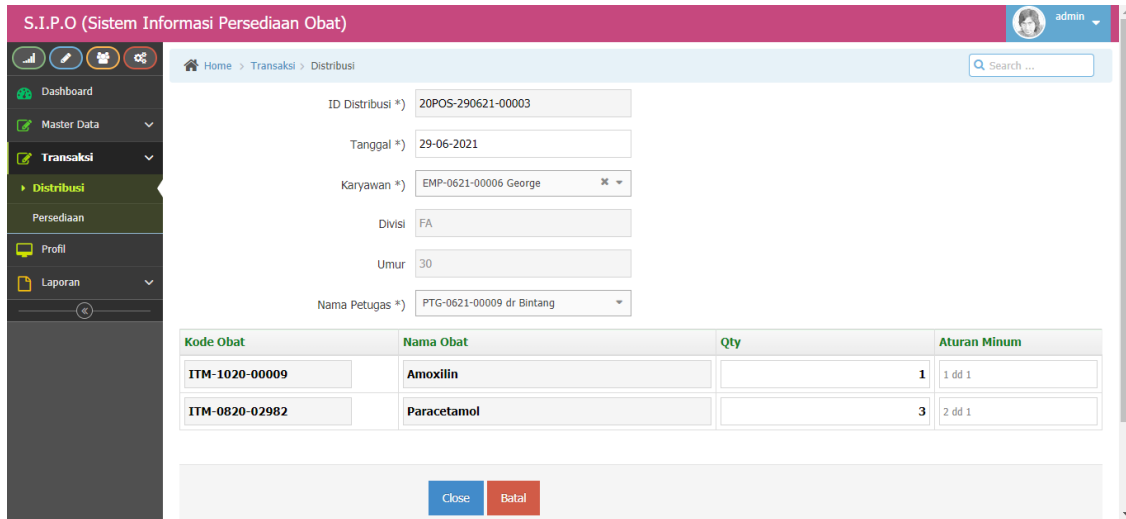 S.I.P.O (Sistem Informasi Persediaan Obat)
admin
Home > Transaksi > Distribusi
Search ...
Dashboard
Master Data
Transaksi
Distribusi
Persediaan
Profil
Laporan
ID Distribusi *) 20POS-290621-00003
Tanggal *) 29-06-2021
Karyawan *) EMP-0621-00006 George
Divisi FA
Umur 30
Nama Petugas *) PTG-0621-00009 dr Bintang
Kode Obat Nama Obat Qty Aturan Minum
ITM-1020-00009 Amoxilin 1 1 dd 1
ITM-0820-02982 Paracetamol 3 2 dd 1
Close Batal